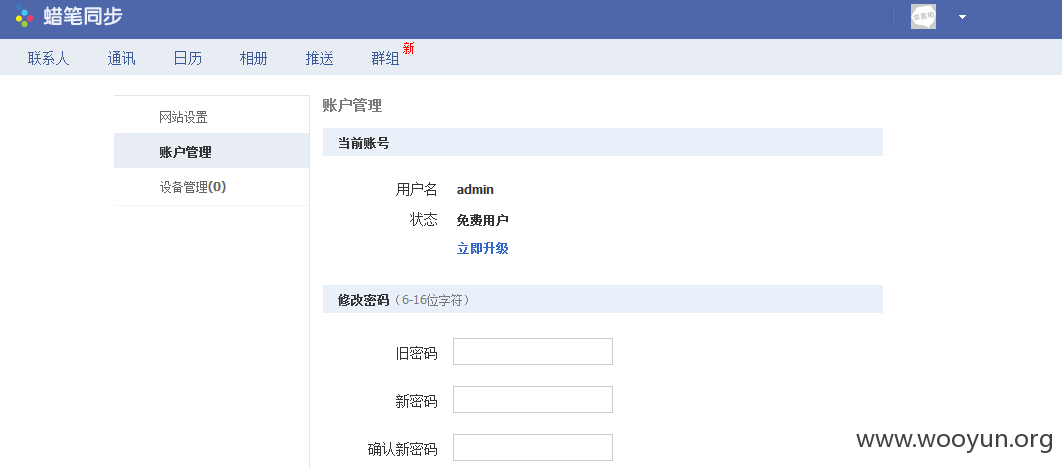 蜡笔同步
联系人 通讯 日历 相册 推送 群组 新
网站设置
账户管理
设备管理(0)
账户管理
当前账号
用户名 admin
状态 免费用户
立即升级
修改密码（6-16位字符）
旧密码
新密码
确认新密码
www.wooyun.org